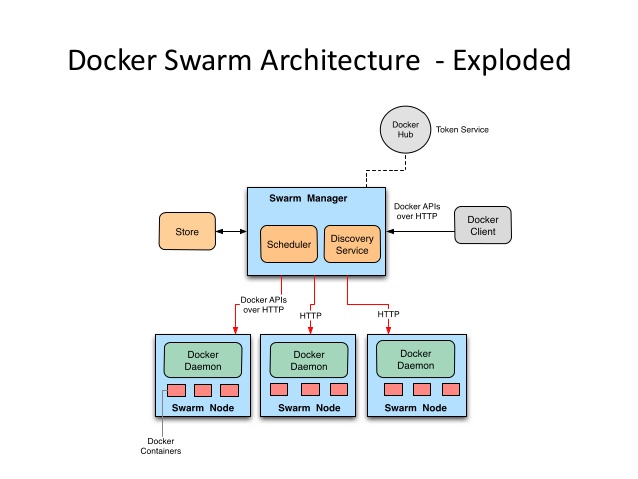 Docker Swarm Architecture - Exploded
Docker
Hub
Token Service
Swarm Manager
Docker APIs
over HTTP
Store
Scheduler
Discovery
Service
Docker
Client
Docker APIs
over HTTP
HTTP
HTTP
Docker
Daemon
Docker
Daemon
Docker
Daemon
Swarm Node
Swarm Node
Swarm Node
Docker
Containers